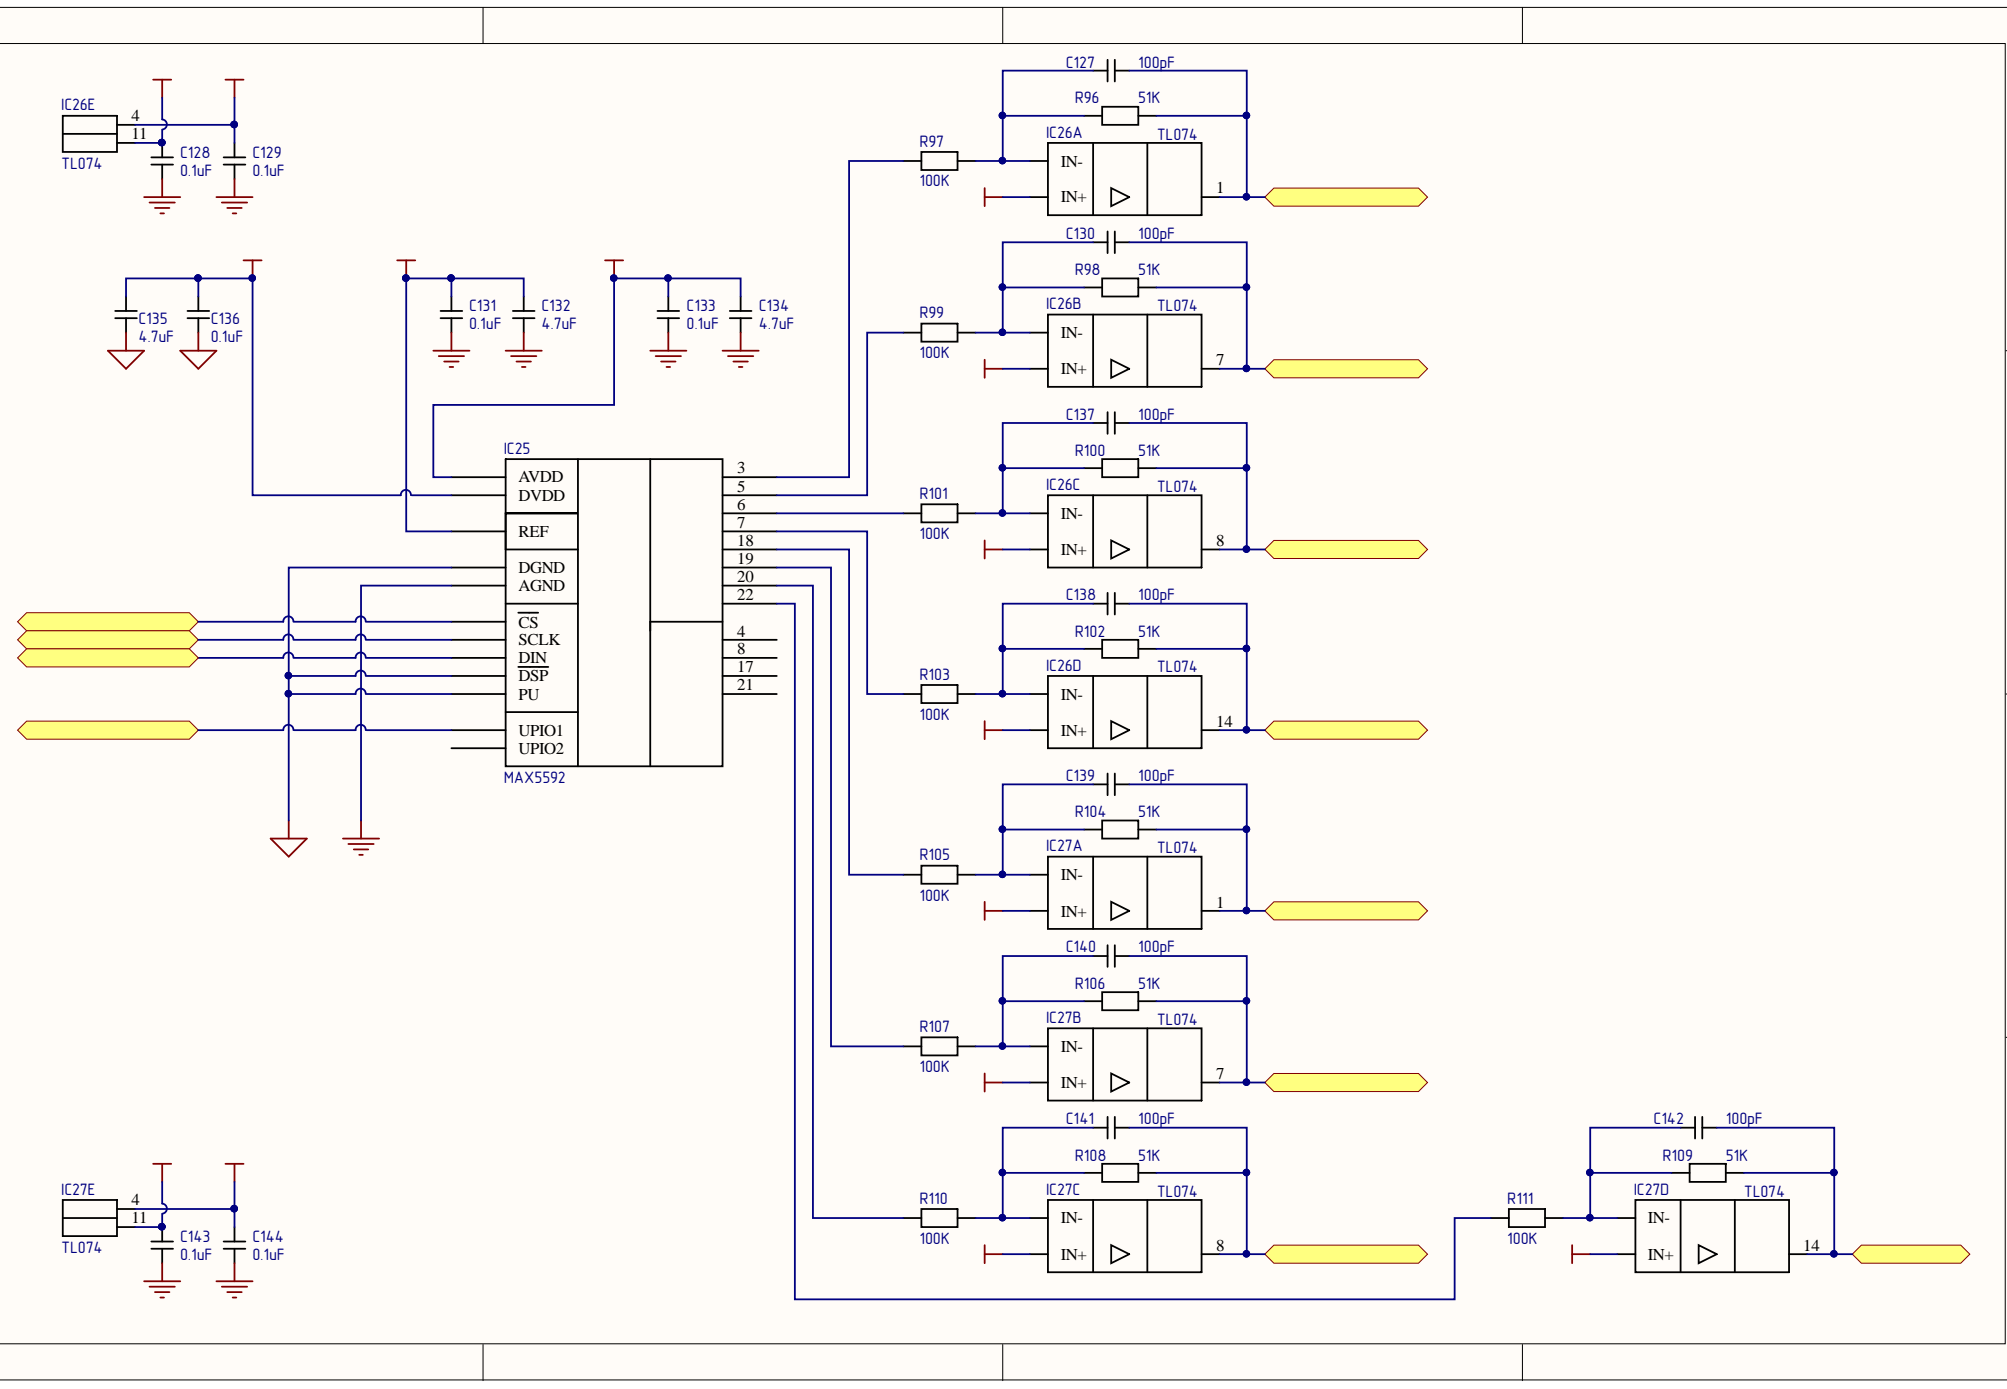 IC26E
4
11
TL074
C128
0.1uF
C129
0.1uF
C135
4.7uF
C136
0.1uF
C131
0.1uF
C132
4.7uF
C133
0.1uF
C134
4.7uF
IC25
AVDD
DVDD
REF
DGND
AGND
CS
SCLK
DIN
DSP
PU
UPIO1
UPIO2
MAX5592
3
5
6
7
18
19
20
22
4
8
17
21
C127 100pF
R96 51K
IC26A TL074
R97
100K
IN-
IN+
1
C130 100pF
R98 51K
IC26B TL074
R99
100K
IN-
IN+
7
C137 100pF
R100 51K
IC26C TL074
R101
100K
IN-
IN+
8
C138 100pF
R102 51K
IC26D TL074
R103
100K
IN-
IN+
14
C139 100pF
R104 51K
IC27A TL074
R105
100K
IN-
IN+
1
C140 100pF
R106 51K
IC27B TL074
R107
100K
IN-
IN+
7
C141 100pF
R108 51K
IC27C TL074
R110
100K
IN-
IN+
8
C142 100pF
R109 51K
IC27D TL074
R111
100K
IN-
IN+
14
IC27E
4
11
TL074
C143
0.1uF
C144
0.1uF